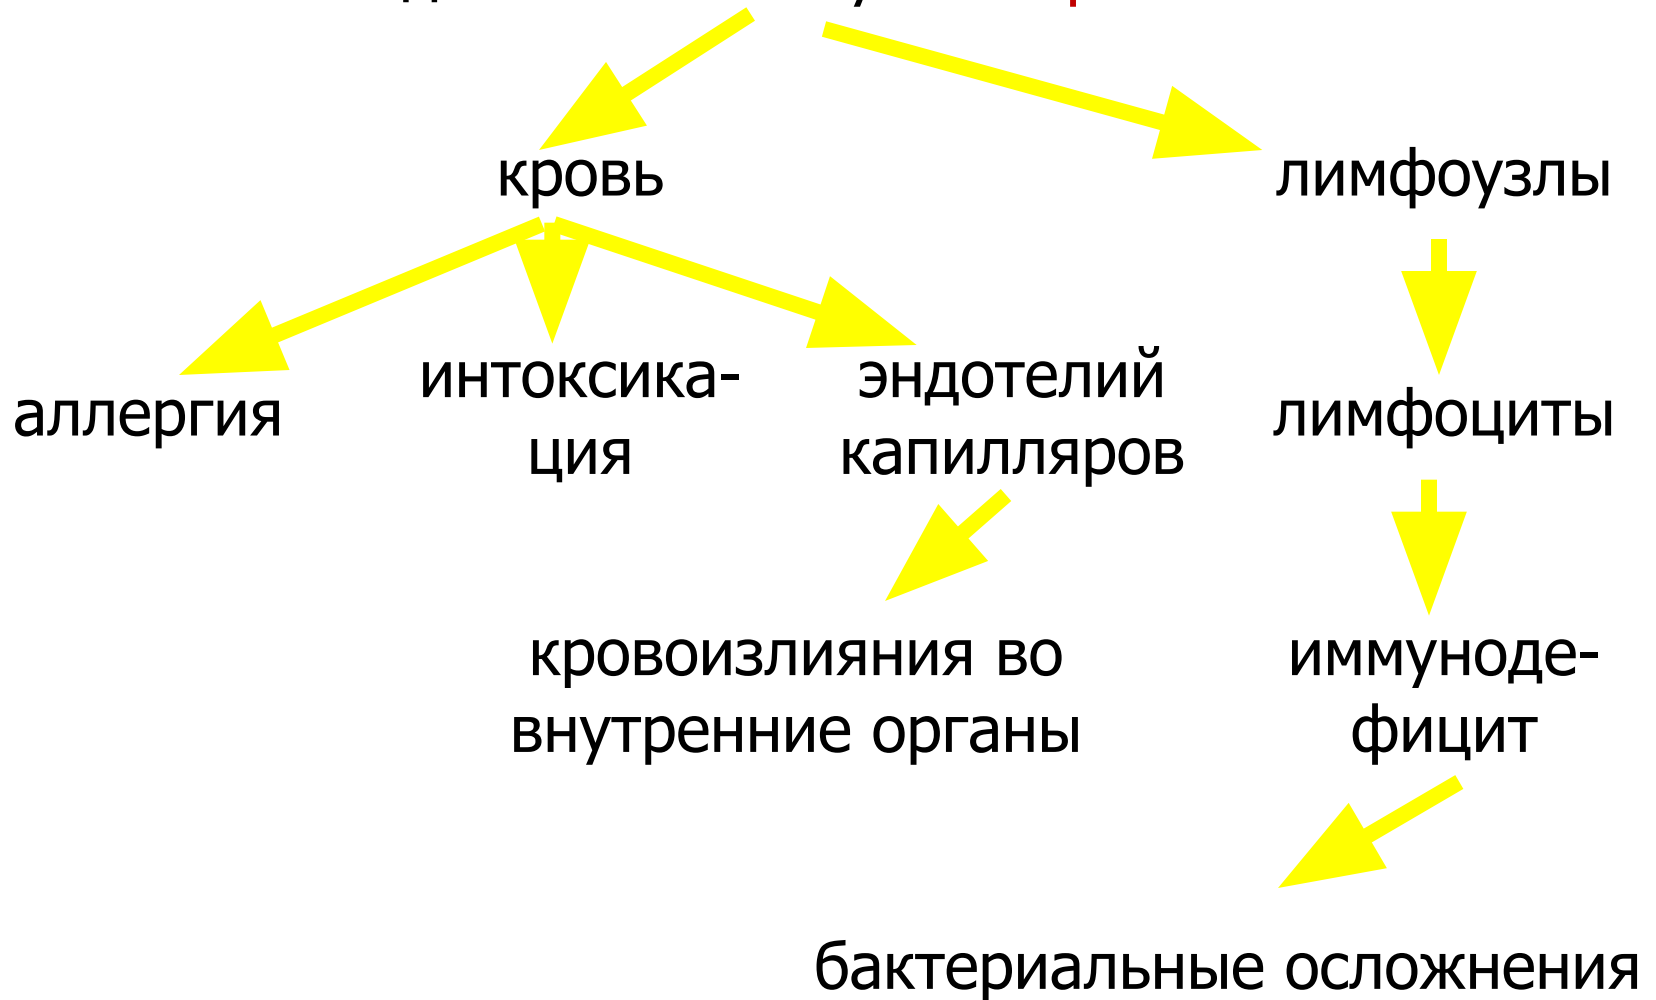 кровь
лимфоузлы
аллергия
интоксика-
ция
эндотелий
капилляров
лимфоциты
кровоизлияния во
внутренние органы
иммуноде-
фицит
бактериальные осложнения